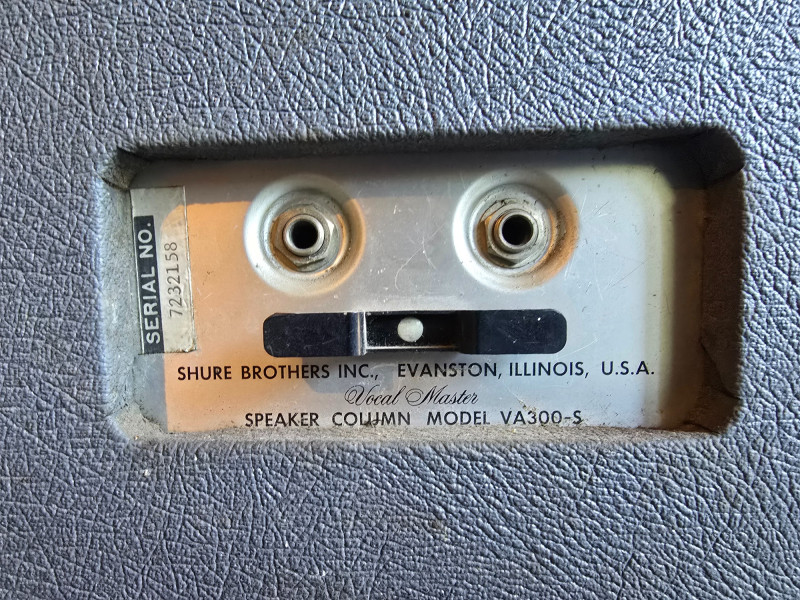 SERIAL NO.
7232158
SHURE BROTHERS INC., EVANSTON, ILLINOIS, U.S.A.
Vocal Master
SPEAKER COLUMN MODEL VA300-S